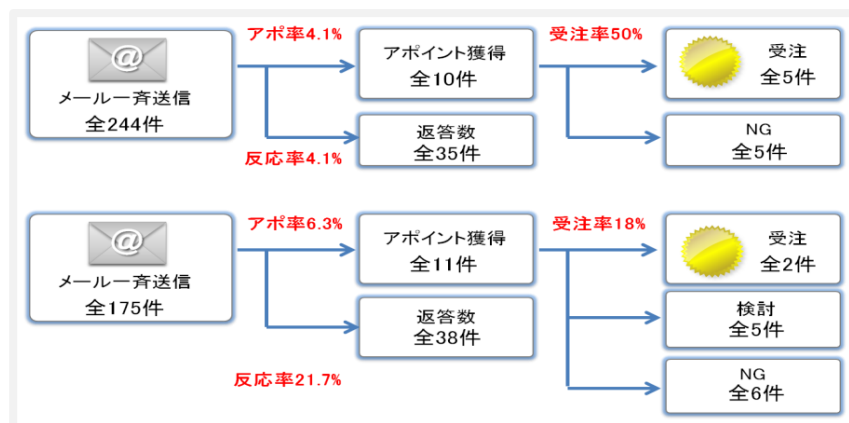 アポ率4.1%
受注率50%
@
メール一斉送信
全244件
アポイント獲得
全10件
受注
全5件
反応率4.1%
返答数
全35件
NG
全5件
アポ率6.3%
受注率18%
@
メール一斉送信
全175件
アポイント獲得
全11件
受注
全2件
返答数
全38件
検討
全5件
反応率21.7%
NG
全6件